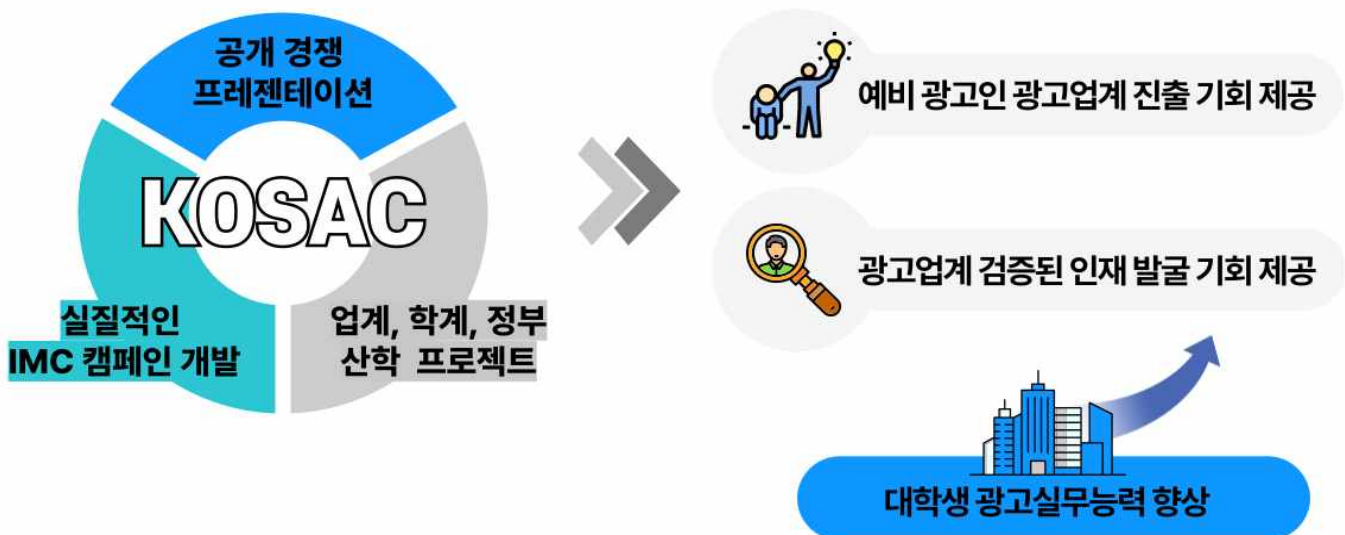 공개 경쟁
프레젠테이션
KOSAC
실질적인
IMC 캠페인 개발
업계, 학계, 정부
산학 프로젝트
예비 광고인 광고업계 진출 기회 제공
광고업계 검증된 인재 발굴 기회 제공
대학생 광고실무능력 향상